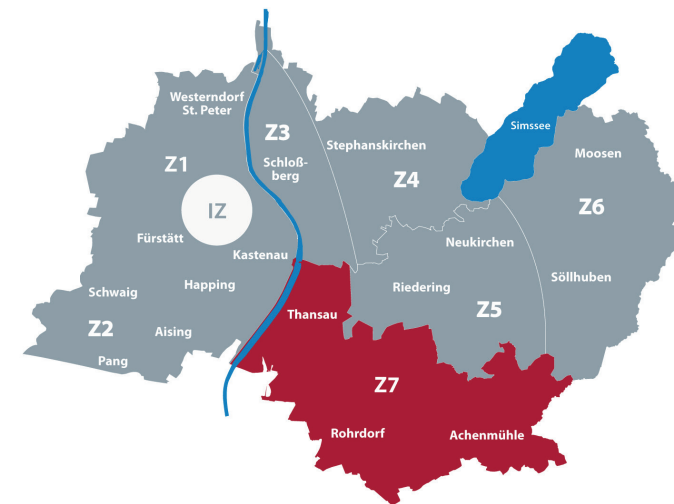 Westerndorf
St. Peter
Z3
Simssee
Stephanskirchen
Moosen
Z1
Schloß-
berg
Z4
IZ
Z6
Fürstätt
Neukirchen
Kastenau
Söllhuben
Schwaig
Happing
Riedering
Thansau
Z5
Z2
Aising
Pang
Z7
Rohrdorf
Achenmühle